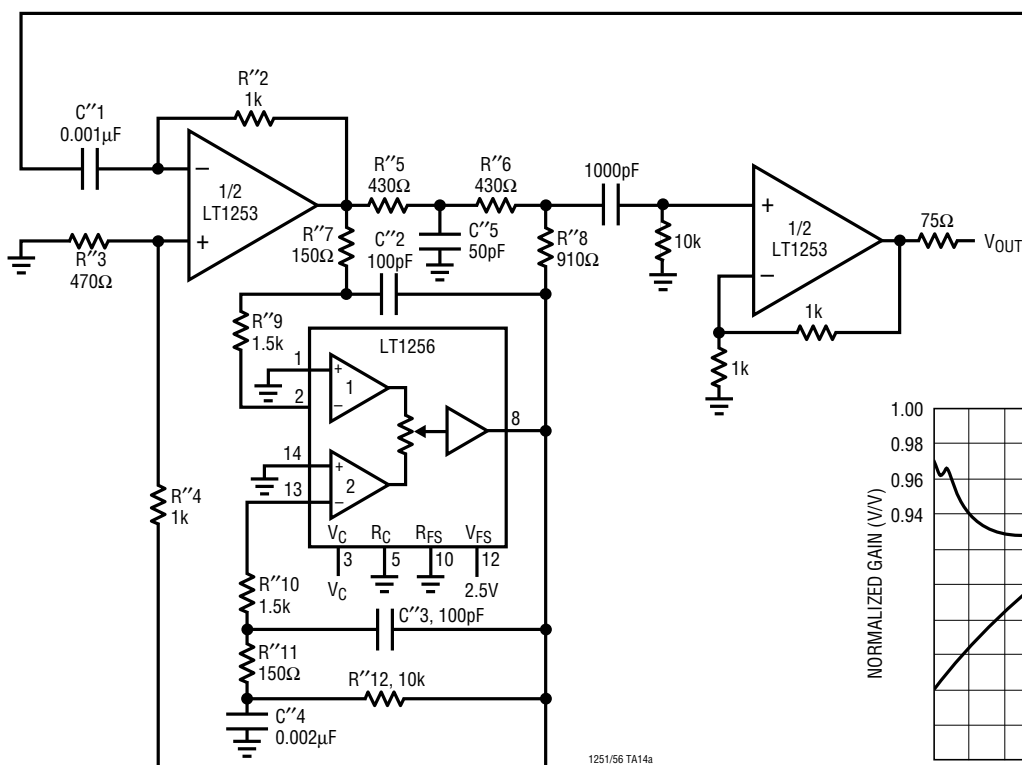 R″2
1k
C″1
0.001µF
−
1/2
LT1253
+
R″3
470Ω
R″5
430Ω
R″6
430Ω
1000pF
R″7
150Ω
C″2
100pF
C″5
50pF
R″8
910Ω
10k
+
1/2
LT1253
−
75Ω
VOUT
1k
1k
R″9
1.5k
LT1256
1
+
1
−
2
8
14
+
2
−
13
R″4
1k
VC
RC
RFS
VFS
3
5
10
12
VC
2.5V
R″10
1.5k
C″3, 100pF
R″11
150Ω
R″12, 10k
C″4
0.002µF
1251/56 TA14a
1.00
0.98
0.96
0.94
NORMALIZED GAIN (V/V)